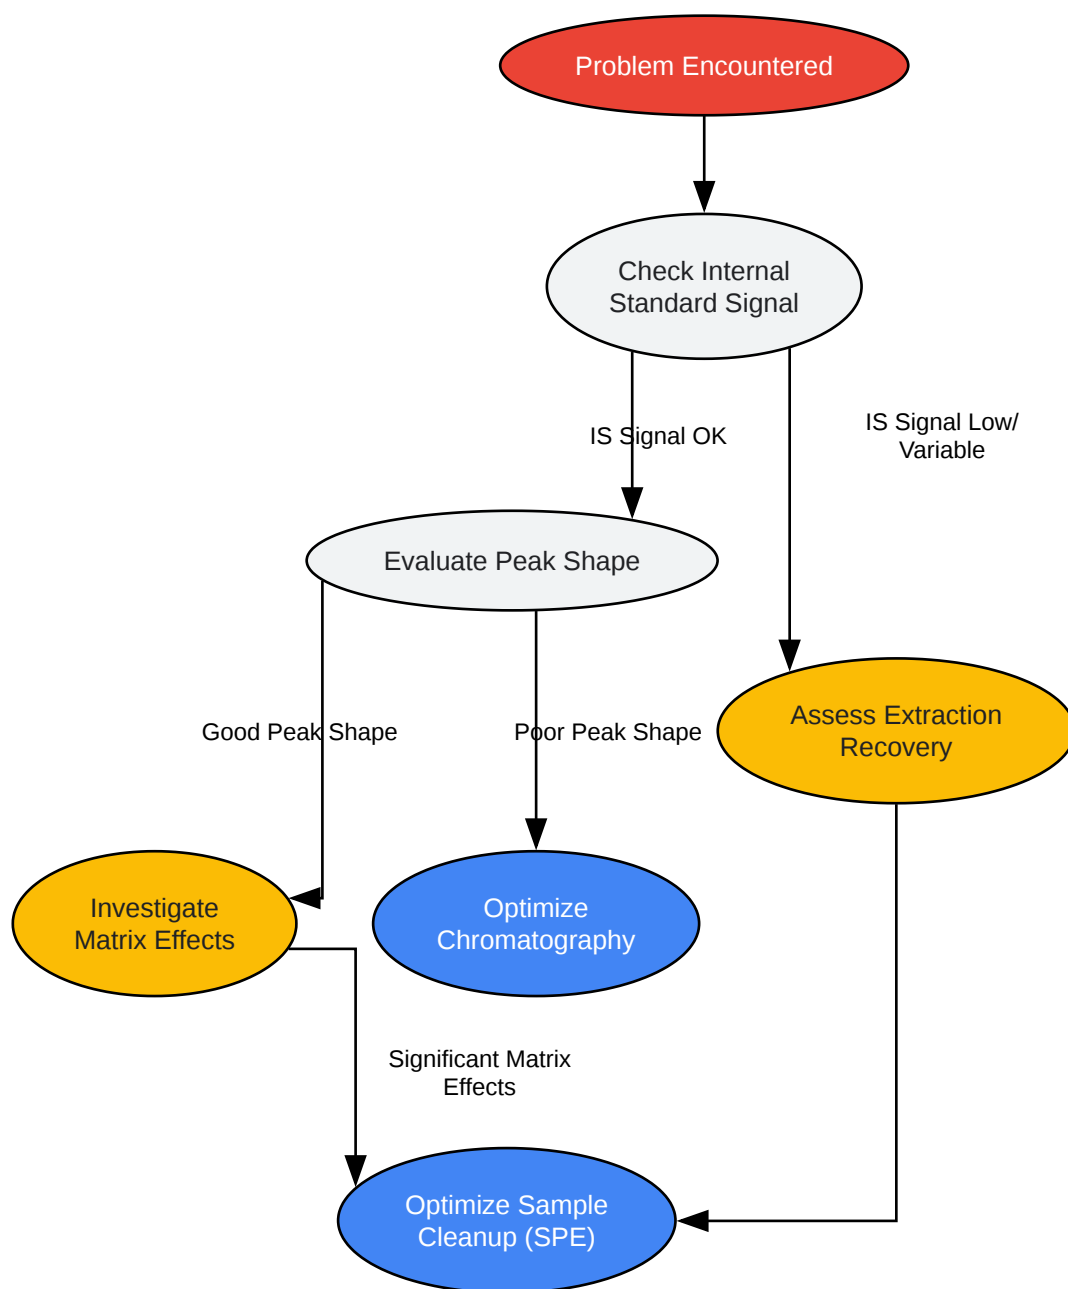 Problem Encountered
Check Internal
Standard Signal
IS Signal OK
IS Signal Low/
Variable
Evaluate Peak Shape
Good Peak Shape
Poor Peak Shape
Assess Extraction
Recovery
Investigate
Matrix Effects
Optimize
Chromatography
Significant Matrix
Effects
Optimize Sample
Cleanup (SPE)